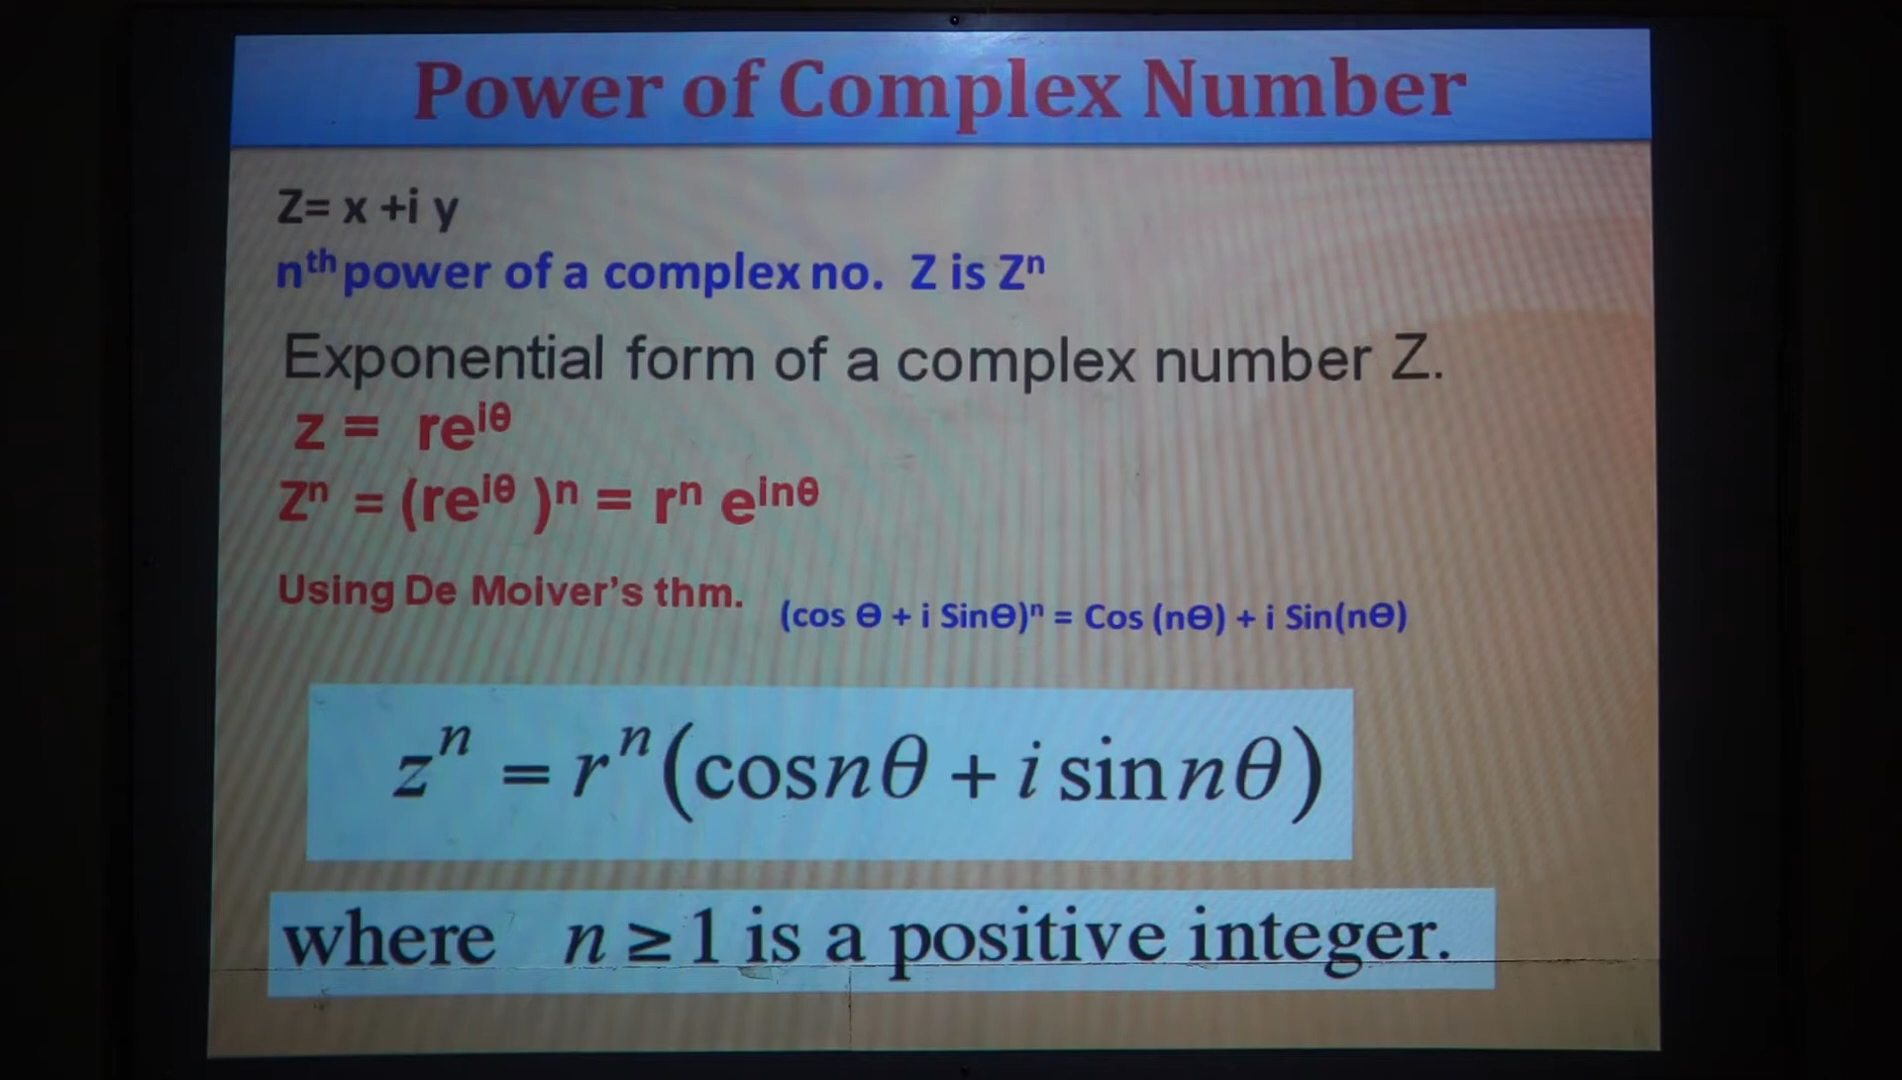 Power of Complex Number
Z= x +i y
nᵗʰ power of a complex no. Z is Zⁿ
Exponential form of a complex number Z.
z = reⁱᶿ
Zⁿ = (reⁱᶿ )ⁿ = rⁿ eⁱⁿᶿ
Using De Moiver's thm. (cos Θ + i SinΘ)ⁿ = Cos (nΘ) + i Sin(nΘ)
zⁿ = rⁿ(cosnθ + i sin nθ)
where n ≥ 1 is a positive integer.